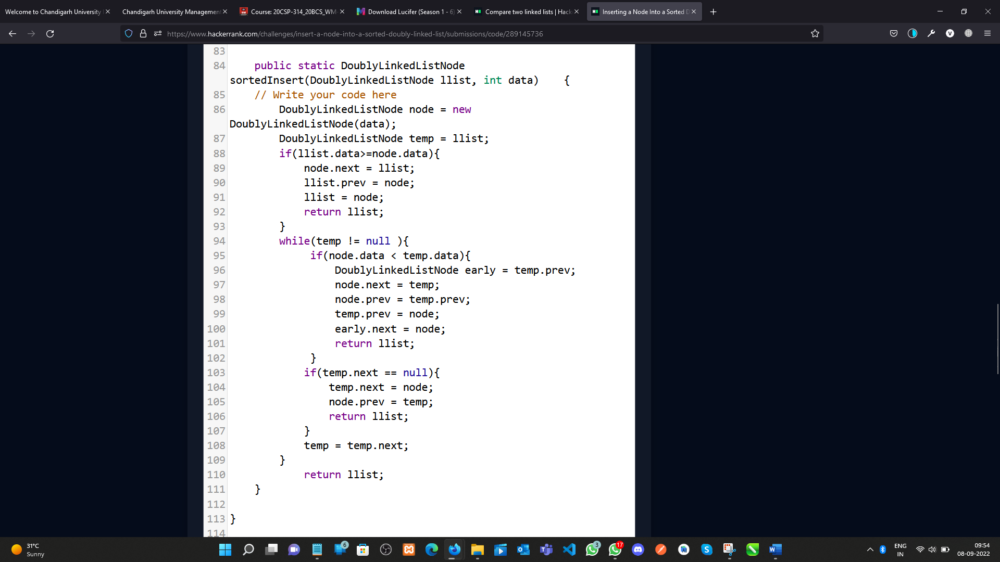 Welcome to Chandigarh University
Chandigarh University Management
Course: 20CSP-314_20BCS_WM-
Download Lucifer (Season 1 - 6)
Compare two linked lists | Hack
Inserting a Node Into a Sorted D
https://www.hackerrank.com/challenges/insert-a-node-into-a-sorted-doubly-linked-list/submissions/code/289145736
83
84     public static DoublyLinkedListNode
sortedInsert(DoublyLinkedListNode llist, int data)    {
85     // Write your code here
86         DoublyLinkedListNode node = new
DoublyLinkedListNode(data);
87         DoublyLinkedListNode temp = llist;
88         if(llist.data>=node.data){
89             node.next = llist;
90             llist.prev = node;
91             llist = node;
92             return llist;
93         }
94         while(temp != null ){
95              if(node.data < temp.data){
96                  DoublyLinkedListNode early = temp.prev;
97                  node.next = temp;
98                  node.prev = temp.prev;
99                  temp.prev = node;
100                 early.next = node;
101                 return llist;
102             }
103            if(temp.next == null){
104                temp.next = node;
105                node.prev = temp;
106                return llist;
107            }
108            temp = temp.next;
109        }
110            return llist;
111    }
112
113 }
114
31°C
Sunny
6
3
17
ENG
IN
09:54
08-09-2022